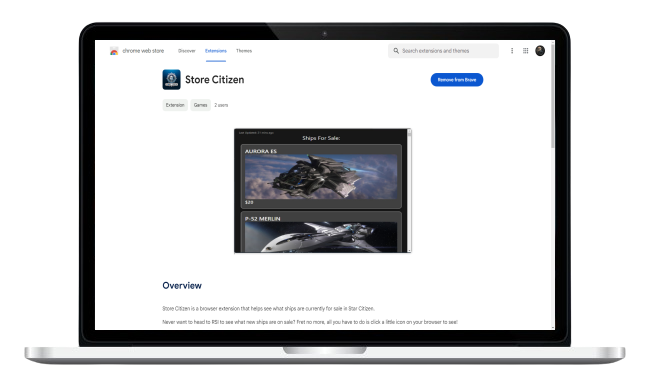 chrome web store
Discover
Extensions
Themes
Search extensions and themes
Store Citizen
Remove from Brave
Extension
Games
2 users
Ships For Sale:
AURORA ES
$20
P-52 MERLIN
Overview
Store Citizen is a browser extension that helps see what ships are currently for sale in Star Citizen.
Never want to head to RSI to see what new ships are on sale? Fret no more, all you have to do is click a little icon on your browser to see!